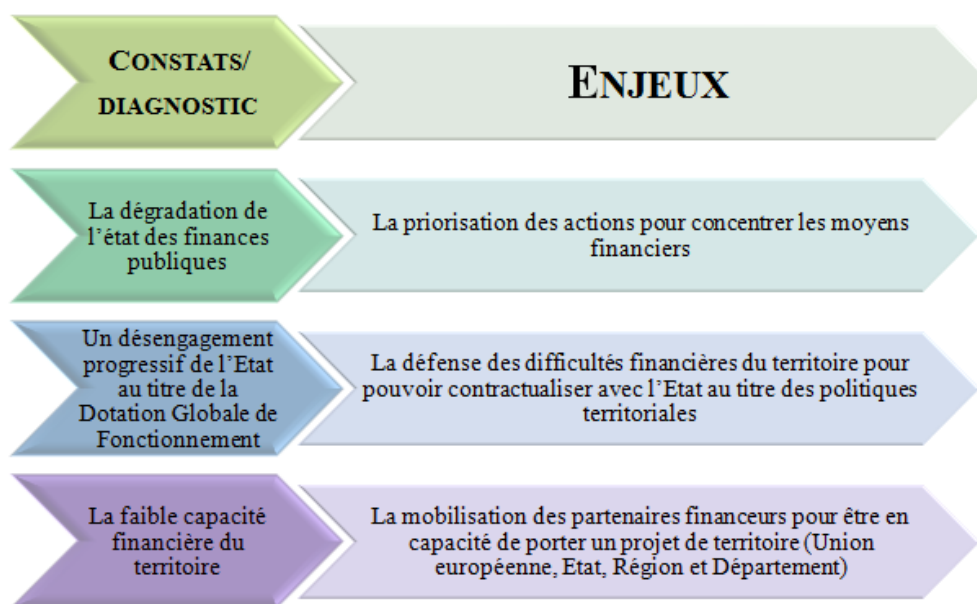 CONSTATS/
DIAGNOSTIC
ENJEUX
La dégradation de
l’état des finances
publiques
La priorisation des actions pour concentrer les moyens
financiers
Un désengagement
progressif de l’Etat
au titre de la
Dotation Globale de
Fonctionnement
La défense des difficultés financières du territoire pour
pouvoir contractualiser avec l’Etat au titre des politiques
territoriales
La faible capacité
financière du
territoire
La mobilisation des partenaires financeurs pour être en
capacité de porter un projet de territoire (Union
européenne, Etat, Région et Département)